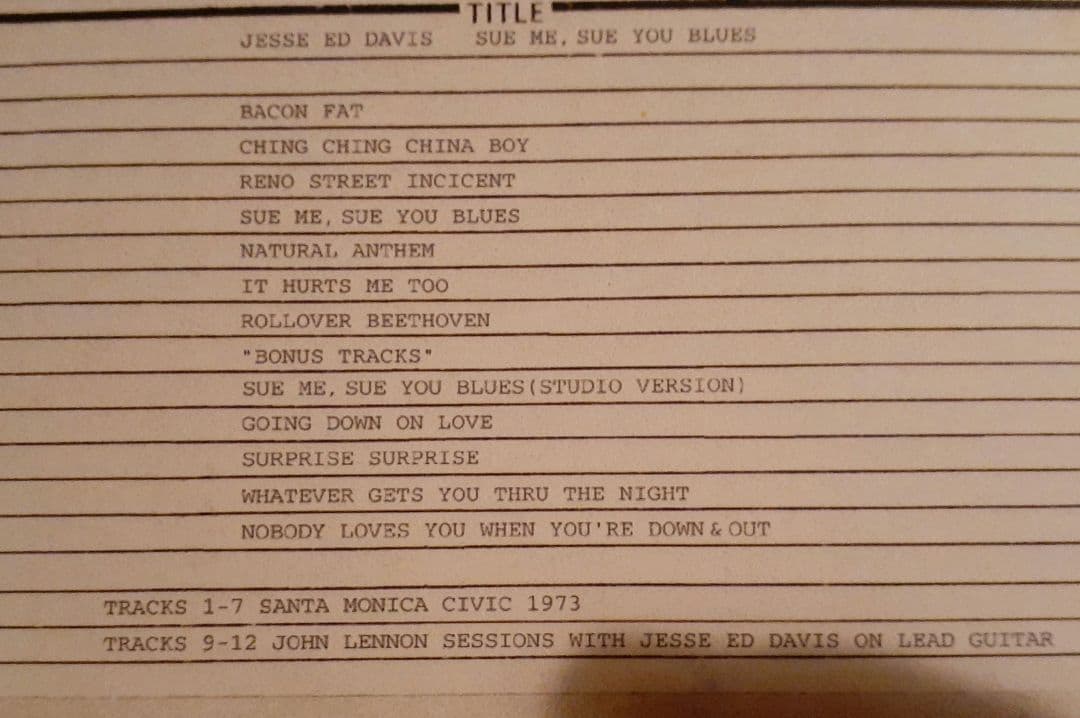 TITLE
JESSE ED DAVIS SUE ME, SUE YOU BLUES
BACON FAT
CHING CHING CHINA BOY
RENO STREET INCICENT
SUE ME, SUE YOU BLUES
NATURAL ANTHEM
IT HURTS ME TOO
ROLLOVER BEETHOVEN
"BONUS TRACKS"
SUE ME, SUE YOU BLUES(STUDIO VERSION)
GOING DOWN ON LOVE
SURPRISE SURPRISE
WHATEVER GETS YOU THRU THE NIGHT
NOBODY LOVES YOU WHEN YOU'RE DOWN & OUT
TRACKS 1-7 SANTA MONICA CIVIC 1973
TRACKS 9-12 JOHN LENNON SESSIONS WITH JESSE ED DAVIS ON LEAD GUITAR